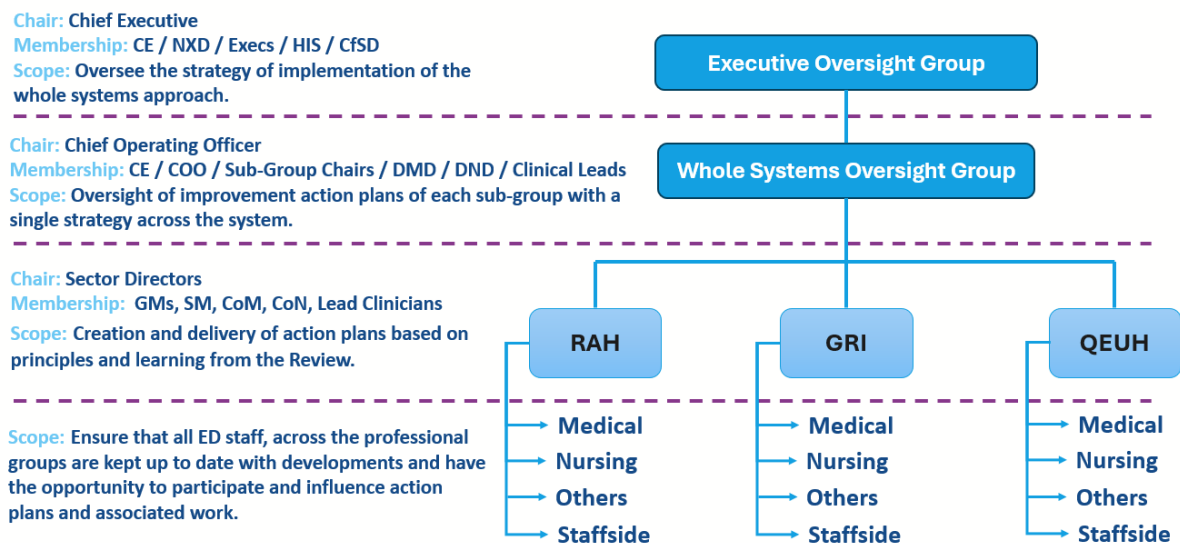 Chair: Chief Executive
Membership: CE / NXD / Execs / HIS / CfSD
Scope: Oversee the strategy of implementation of the
whole systems approach.
Executive Oversight Group
Chair: Chief Operating Officer
Membership: CE / COO / Sub-Group Chairs / DMD / DND / Clinical Leads
Scope: Oversight of improvement action plans of each sub-group with a
single strategy across the system.
Whole Systems Oversight Group
Chair: Sector Directors
Membership: GMs, SM, CoM, CoN, Lead Clinicians
Scope: Creation and delivery of action plans based on
principles and learning from the Review.
RAH
GRI
QEUH
Scope: Ensure that all ED staff, across the professional
groups are kept up to date with developments and have
the opportunity to participate and influence action
plans and associated work.
Medical
Nursing
Others
Staffside
Medical
Nursing
Others
Staffside
Medical
Nursing
Others
Staffside